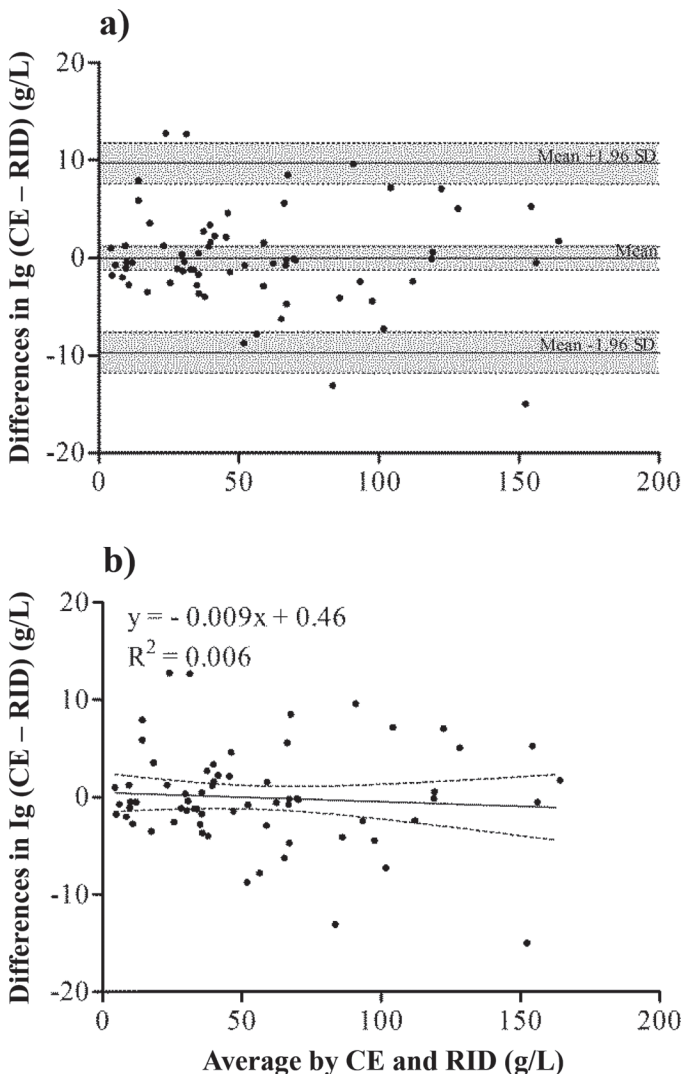 a)
Differences in Ig (CE – RID) (g/L)
20
10
0
-10
-20
Mean +1.96 SD
Mean
Mean -1.96 SD
0 50 100 150 200
b)
Differences in Ig (CE – RID) (g/L)
y = - 0.009x + 0.46
R² = 0.006
20
10
0
-10
-20
0 50 100 150 200
Average by CE and RID (g/L)